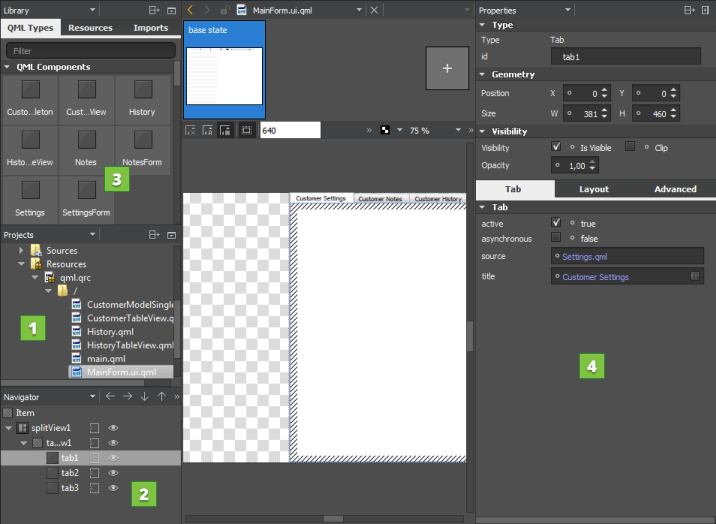 Library
QML Types Resources Imports
Filter
QML Components
Custo...leton Cust...View History
Histo...eView Notes NotesForm
3
Settings SettingsForm
Projects
Sources
Resources
qml.qrc
/
CustomerModelSingle
CustomerTableView.q
1
History.qml
HistoryTableView.qml
main.qml
MainForm.ui.qml
Navigator
Item
splitView1
ta...w1
tab1
tab2
tab3
2
MainForm.ui.qml
base state
+
640
75 %
Customer Settings Customer Notes Customer History
Properties
Type
Type Tab
id tab1
Geometry
Position X 0 Y 0
Size W 381 H 460
Visibility
Visibility Is Visible Clip
Opacity 1,00
Tab Layout Advanced
Tab
active true
asynchronous false
source Settings.qml
title Customer Settings
4